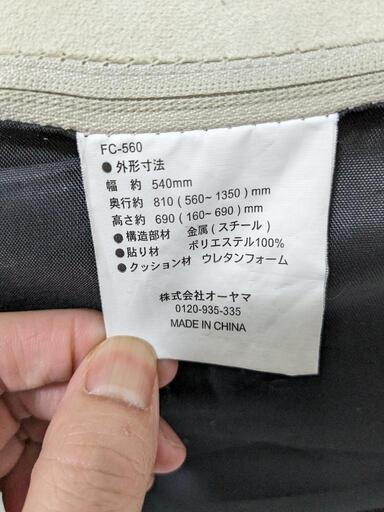 FC-560
●外形寸法
幅 約 540mm
奥行約 810（560~1350）mm
高さ約 690（160~690）mm
●構造部材 金属（スチール）
●貼り材 ポリエステル100%
●クッション材 ウレタンフォーム
株式会社オーヤマ
0120-935-335
MADE IN CHINA